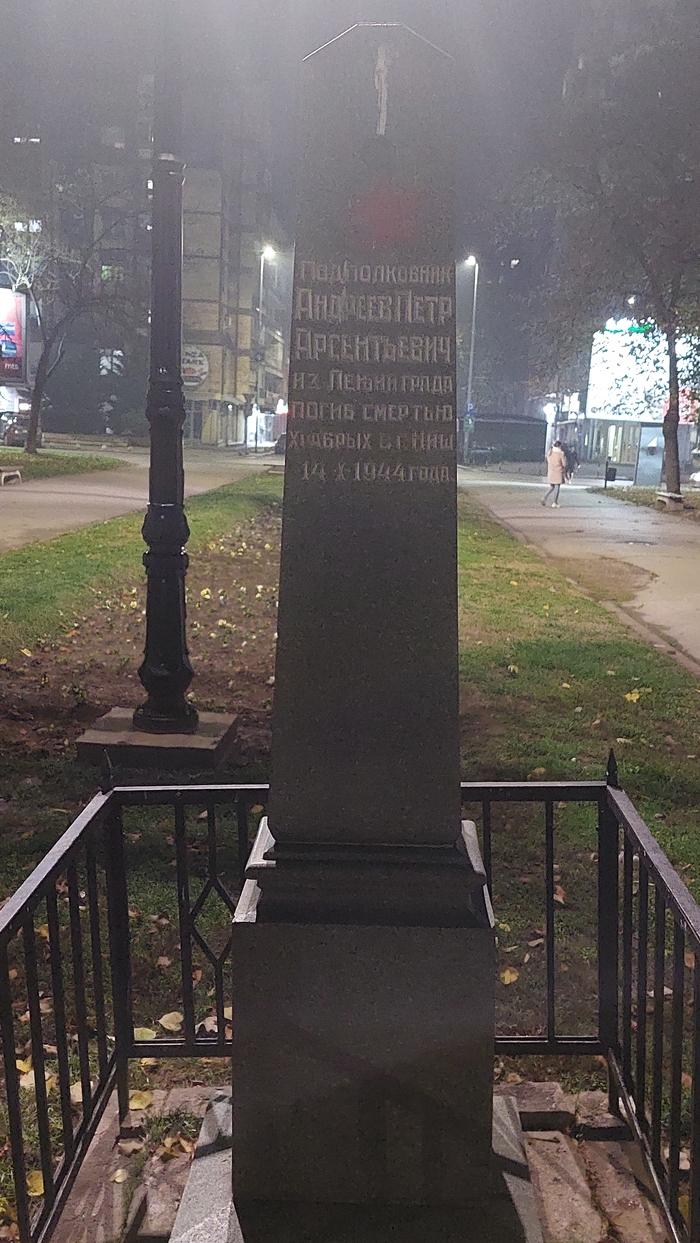 Подполковник
Андреев Петр
Арсентьевич
из Ленинграда
погиб смертью
храбрых в г. Ниш
14 X-1944 года